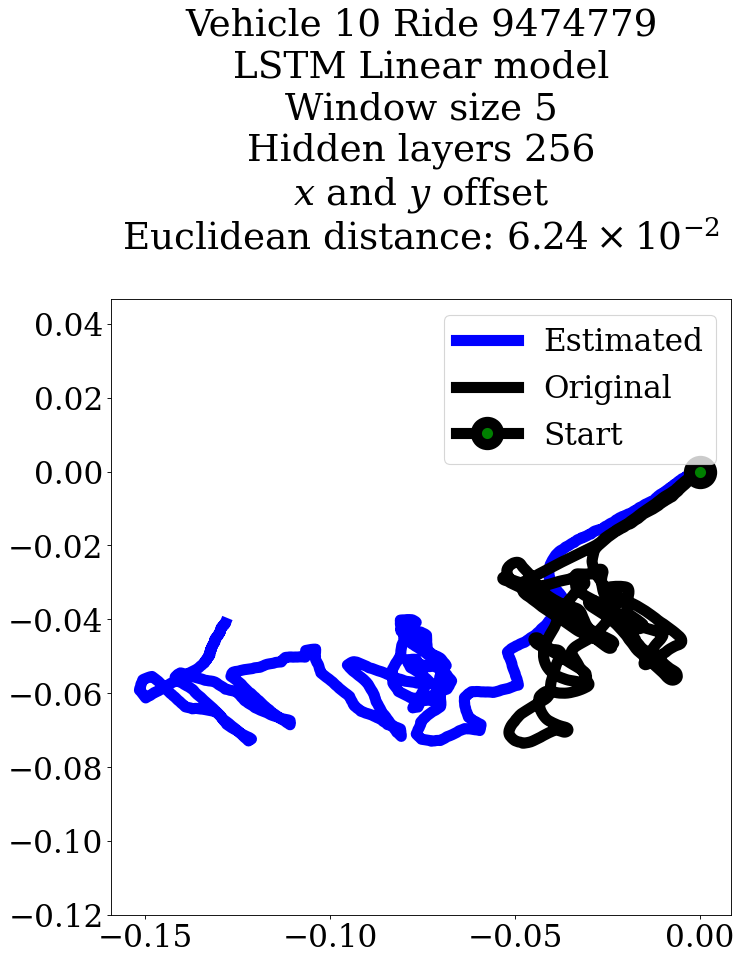 Vehicle 10 Ride 9474779
LSTM Linear model
Window size 5
Hidden layers 256
x and y offset
Euclidean distance: 6.24 × 10⁻²
Estimated
Original
Start
0.04
0.02
0.00
−0.02
−0.04
−0.06
−0.08
−0.10
−0.12
−0.15 −0.10 −0.05 0.00